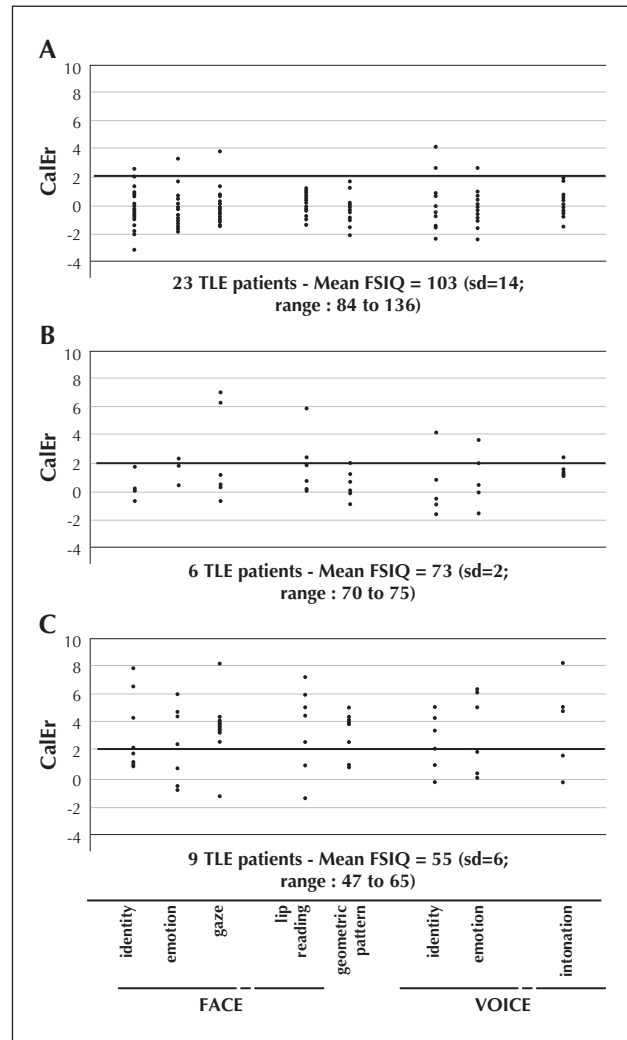 A
10
8
6
4
2
0
-2
-4
CalEr
23 TLE patients - Mean FSIQ = 103 (sd=14;
range : 84 to 136)
B
10
8
6
4
2
0
-2
-4
CalEr
6 TLE patients - Mean FSIQ = 73 (sd=2;
range : 70 to 75)
C
10
8
6
4
2
0
-2
-4
CalEr
9 TLE patients - Mean FSIQ = 55 (sd=6;
range : 47 to 65)
identity
emotion
gaze
lip
reading
geometric
pattern
identity
emotion
intonation
FACE
VOICE